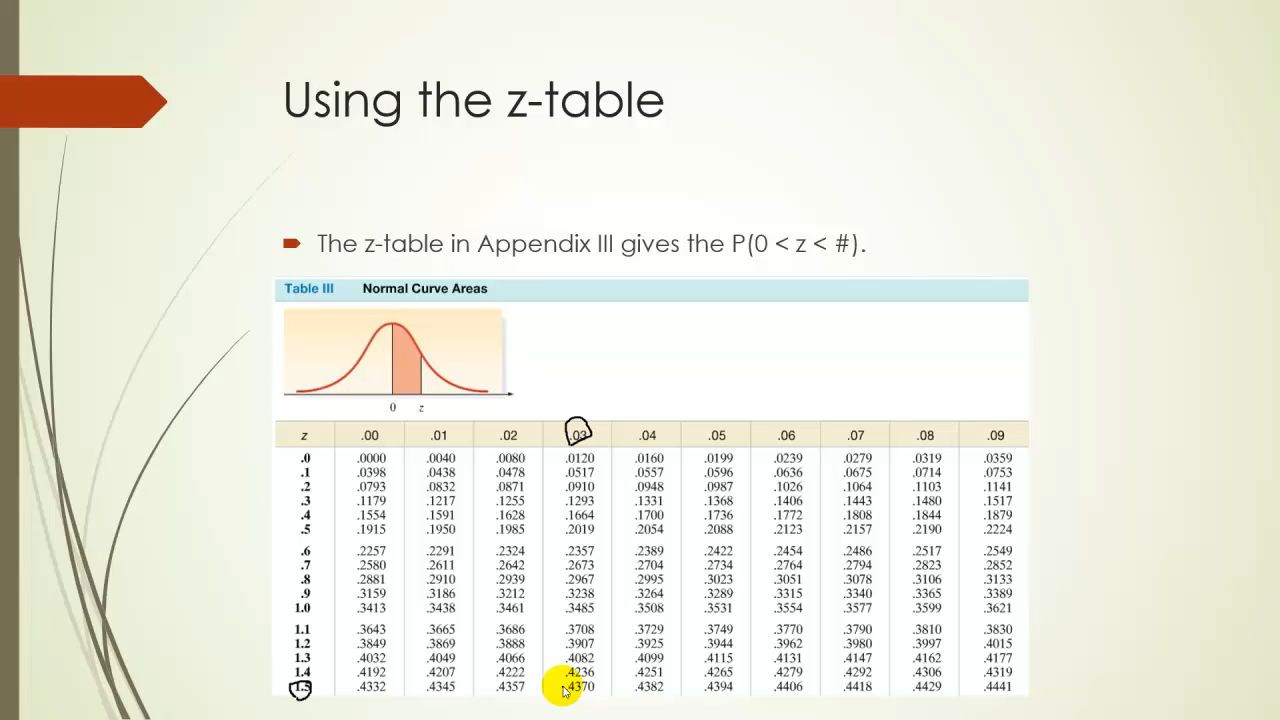 Using the z-table
The z-table in Appendix III gives the P(0 < z < #).
Table III Normal Curve Areas
0 z
z .00 .01 .02 .03 .04 .05 .06 .07 .08 .09
.0 .0000 .0040 .0080 .0120 .0160 .0199 .0239 .0279 .0319 .0359
.1 .0398 .0438 .0478 .0517 .0557 .0596 .0636 .0675 .0714 .0753
.2 .0793 .0832 .0871 .0910 .0948 .0987 .1026 .1064 .1103 .1141
.3 .1179 .1217 .1255 .1293 .1331 .1368 .1406 .1443 .1480 .1517
.4 .1554 .1591 .1628 .1664 .1700 .1736 .1772 .1808 .1844 .1879
.5 .1915 .1950 .1985 .2019 .2054 .2088 .2123 .2157 .2190 .2224
.6 .2257 .2291 .2324 .2357 .2389 .2422 .2454 .2486 .2517 .2549
.7 .2580 .2611 .2642 .2673 .2704 .2734 .2764 .2794 .2823 .2852
.8 .2881 .2910 .2939 .2967 .2995 .3023 .3051 .3078 .3106 .3133
.9 .3159 .3186 .3212 .3238 .3264 .3289 .3315 .3340 .3365 .3389
1.0 .3413 .3438 .3461 .3485 .3508 .3531 .3554 .3577 .3599 .3621
1.1 .3643 .3665 .3686 .3708 .3729 .3749 .3770 .3790 .3810 .3830
1.2 .3849 .3869 .3888 .3907 .3925 .3944 .3962 .3980 .3997 .4015
1.3 .4032 .4049 .4066 .4082 .4099 .4115 .4131 .4147 .4162 .4177
1.4 .4192 .4207 .4222 .4236 .4251 .4265 .4279 .4292 .4306 .4319
1.5 .4332 .4345 .4357 .4370 .4382 .4394 .4406 .4418 .4429 .4441